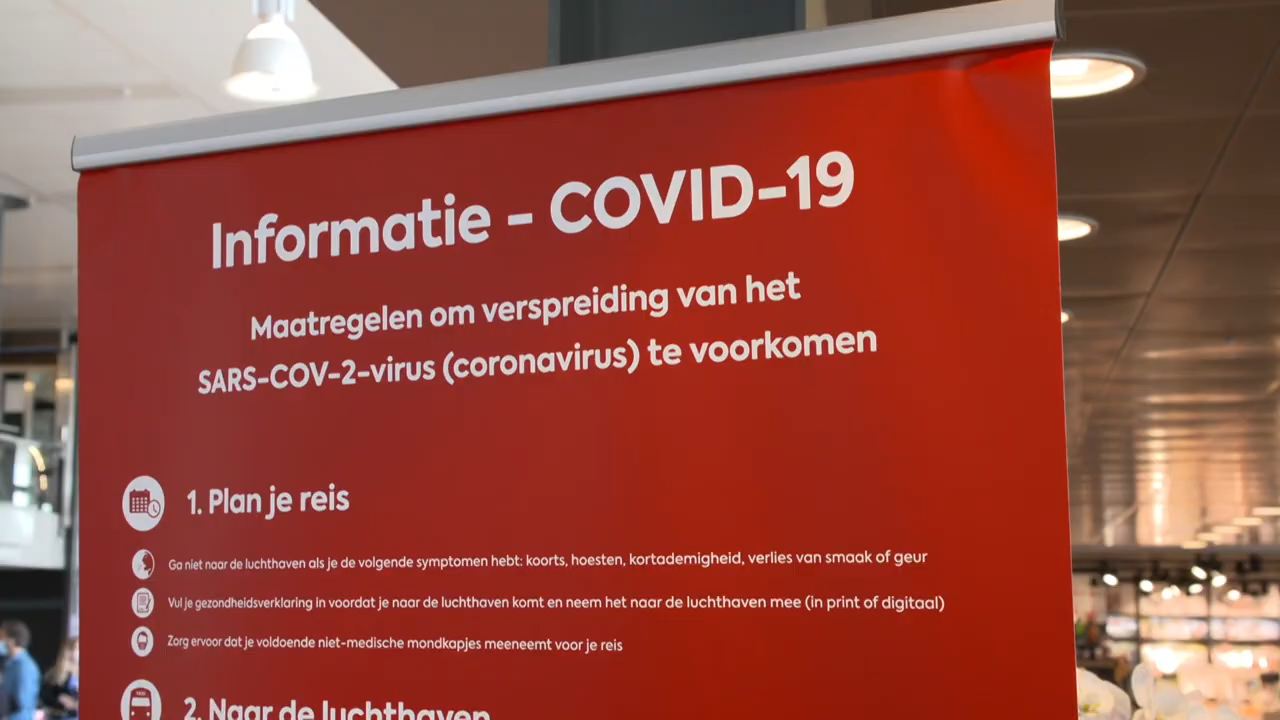 Informatie - COVID-19
Maatregelen om verspreiding van het
SARS-COV-2-virus (coronavirus) te voorkomen
1. Plan je reis
Ga niet naar de luchthaven als je de volgende symptomen hebt: koorts, hoesten, kortademigheid, verlies van smaak of geur
Vul je gezondheidsverklaring in voordat je naar de luchthaven komt en neem het naar de luchthaven mee (in print of digitaal)
Zorg ervoor dat je voldoende niet-medische mondkapjes meeneemt voor je reis
2. Naar de luchthaven